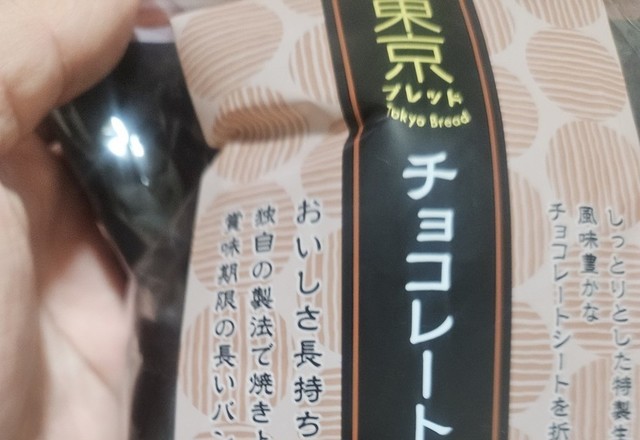 東京
ブレッド
Tokyo Bread
チョコレート
しっとりとした特製生
風味豊かな
チョコレートシートを折
おいしさ長持ち
独自の製法で焼き上
賞味期限の長いパン